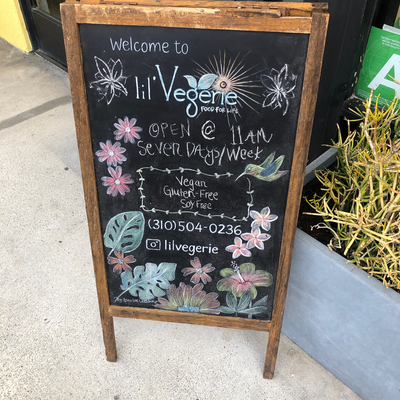 Welcome to
lil' Vegerie
FOOD FOR LIFE
OPEN @ 11AM
SEVEN DAYS/WEEK
Vegan
Gluten-Free
Soy Free
(310)504-0236
lilvegerie
A